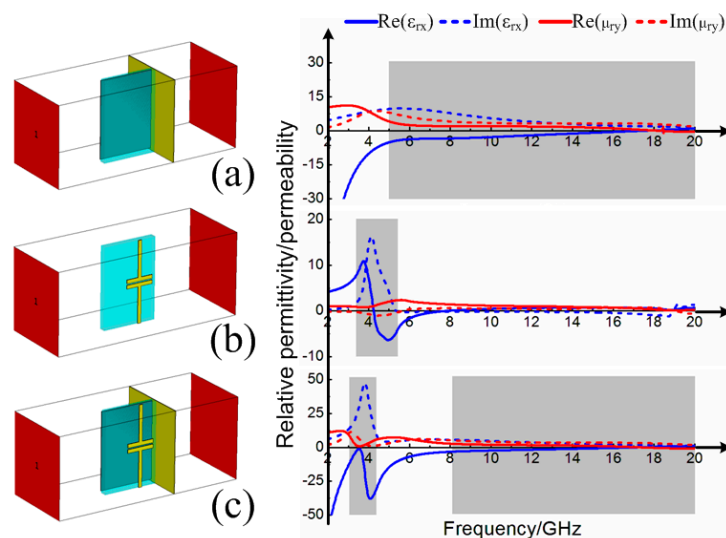 Re(εrx) Im(εrx) Re(μry) Im(μry)
Relative permittivity/permeability
1
(a)
30
15
0
-15
-30
2 4 6 8 10 12 14 16 18 20
1
(b)
20
10
0
-10
2 4 6 8 10 12 14 16 18 20
1
(c)
50
25
0
-25
-50
2 4 6 8 10 12 14 16 18 20
Frequency/GHz